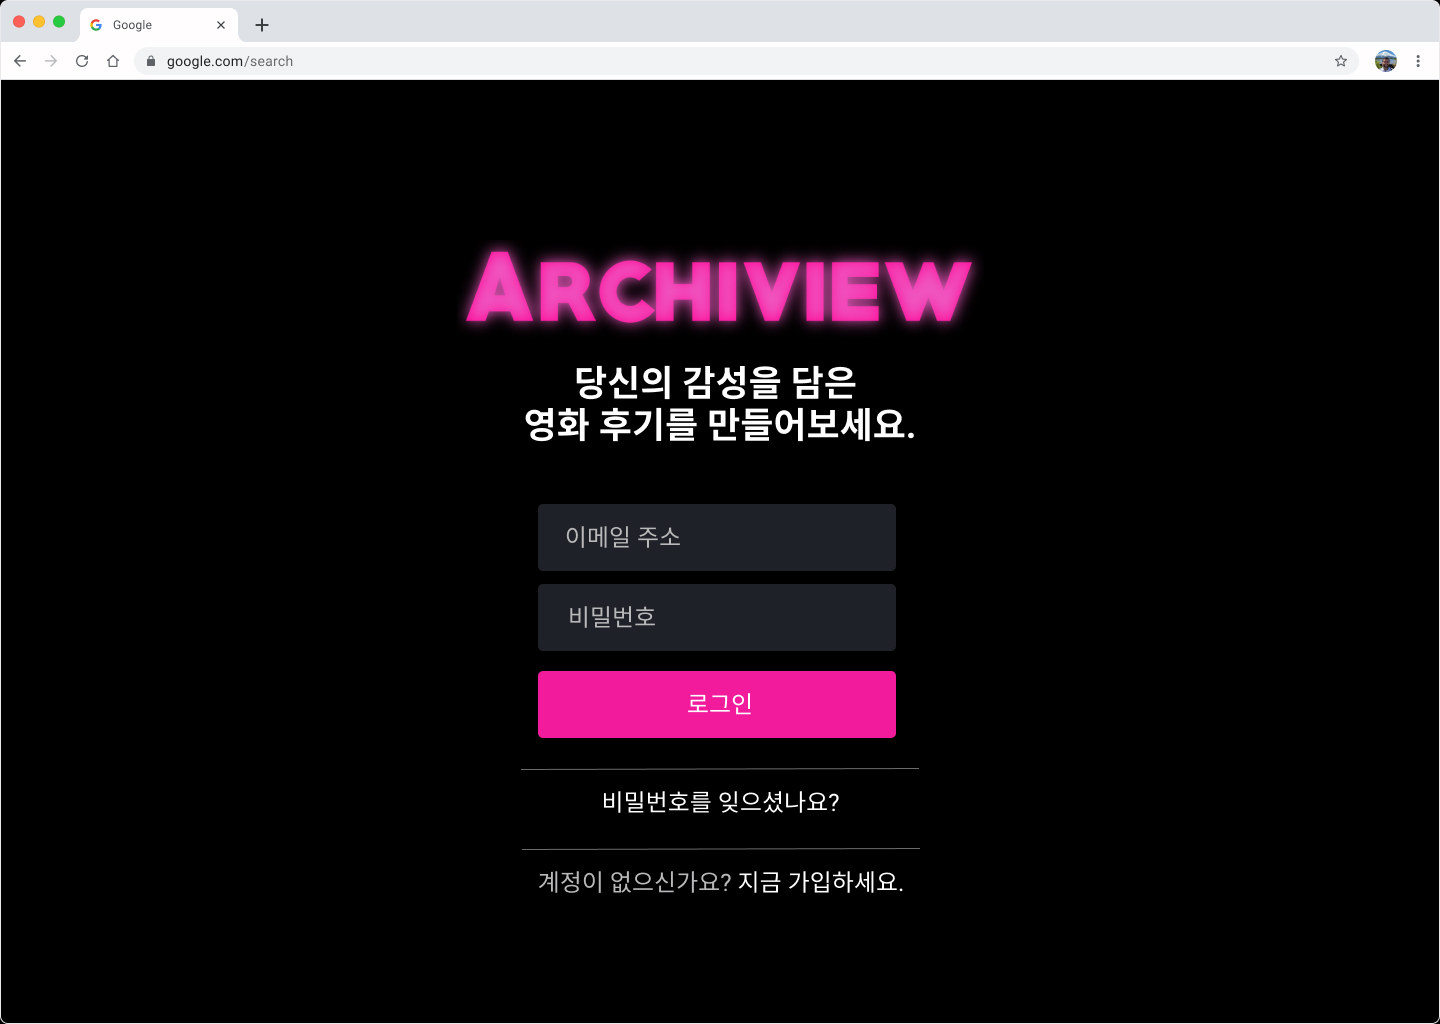 Google
google.com/search
ARCHIVIEW
당신의 감성을 담은
영화 후기를 만들어보세요.
이메일 주소
비밀번호
로그인
비밀번호를 잊으셨나요?
계정이 없으신가요? 지금 가입하세요.